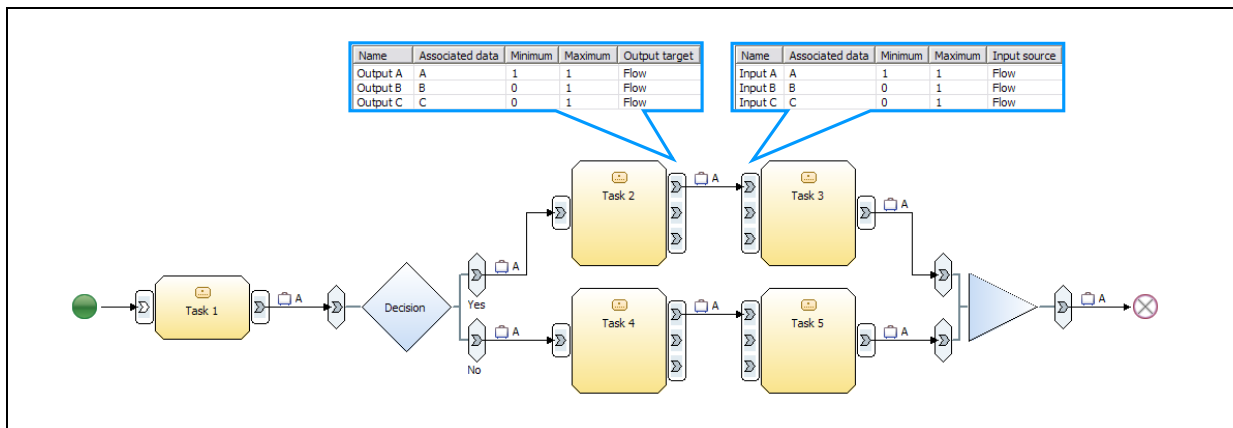 Name Associated data Minimum Maximum Output target
Output A A 1 1 Flow
Output B B 0 1 Flow
Output C C 0 1 Flow
Name Associated data Minimum Maximum Input source
Input A A 1 1 Flow
Input B B 0 1 Flow
Input C C 0 1 Flow
Task 2
A
Task 3
A
Task 1
A
Decision
A
Yes
A
No
Task 4
A
Task 5
A
A